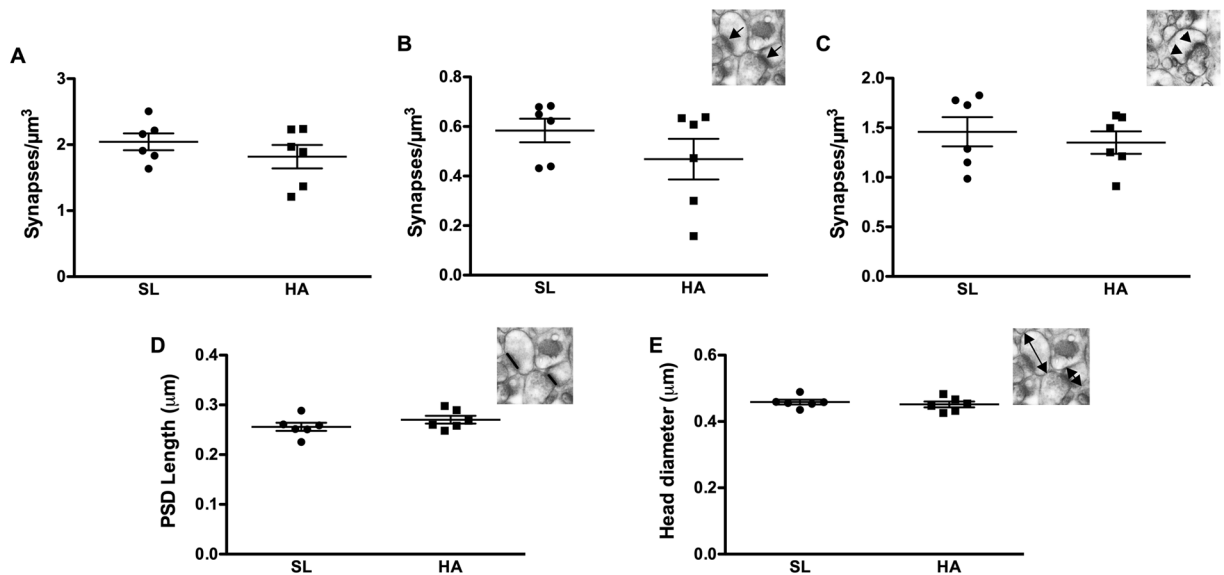 A
Synapses/μm³
3
2
1
0
SL
HA
B
Synapses/μm³
0.8
0.6
0.4
0.2
0.0
SL
HA
C
Synapses/μm³
2.0
1.5
1.0
0.5
0.0
SL
HA
D
PSD Length (μm)
0.4
0.3
0.2
0.1
0.0
SL
HA
E
Head diameter (μm)
0.6
0.4
0.2
0.0
SL
HA